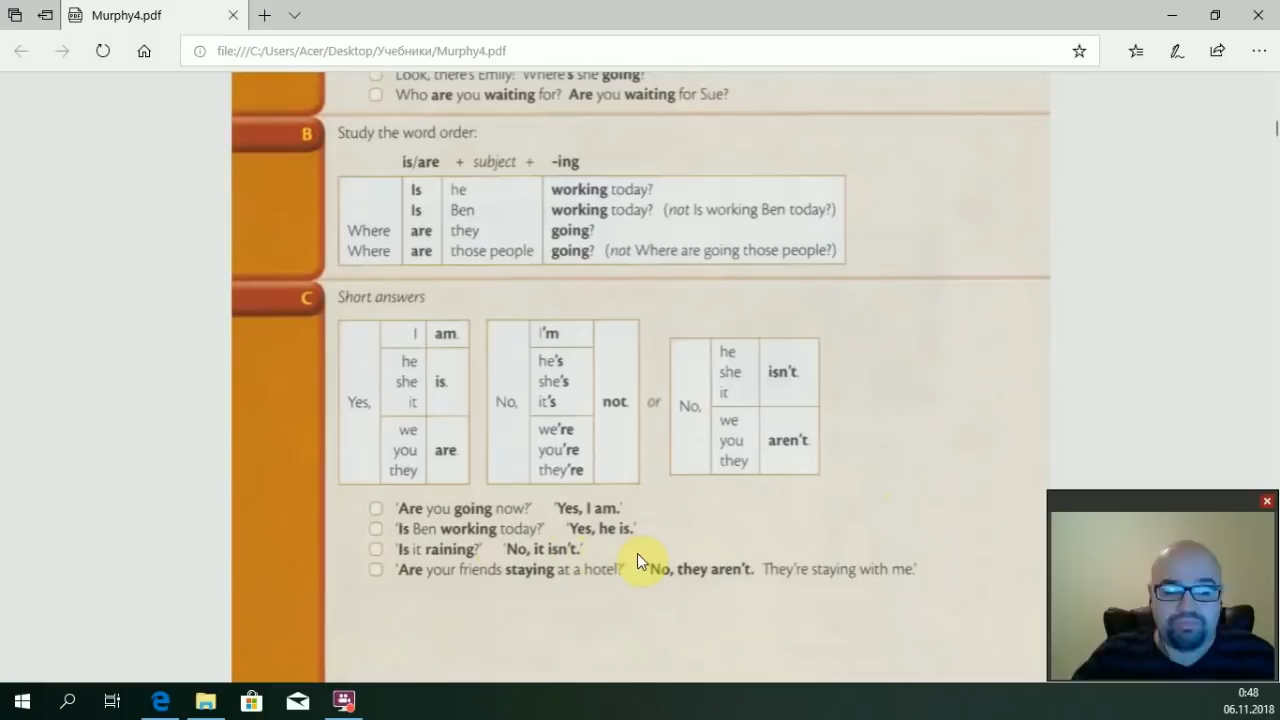 Murphy4.pdf
file:///C:/Users/Acer/Desktop/Учебники/Murphy4.pdf
Look, there's Emily! Where's she going?
Who are you waiting for? Are you waiting for Sue?
B
Study the word order:
is/are + subject + -ing
Is he working today?
Is Ben working today? (not Is working Ben today?)
Where are they going?
Where are those people going? (not Where are going those people?)
C
Short answers
Yes,
I am.
he
she is.
it
we
you are.
they
No,
I'm
he's
she's
it's
we're
you're
they're
not.
or
No,
he
she isn't.
it
we
you aren't.
they
'Are you going now?' 'Yes, I am.'
'Is Ben working today?' 'Yes, he is.'
'Is it raining?' 'No, it isn't.'
'Are your friends staying at a hotel?' 'No, they aren't. They're staying with me.'
0:48
06.11.2018